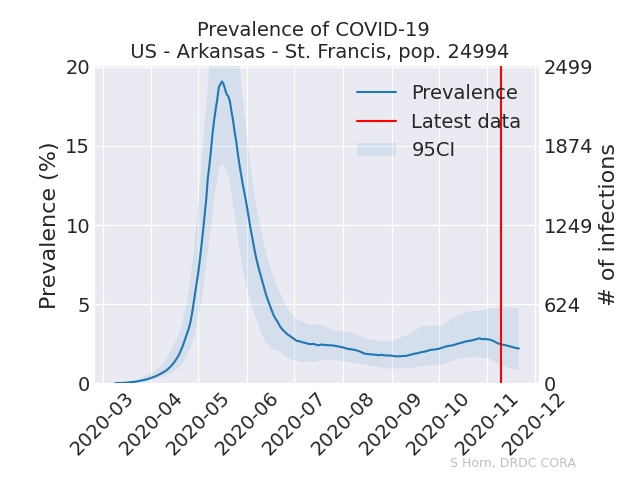 Prevalence of COVID-19
US - Arkansas - St. Francis, pop. 24994
Prevalence (%)
20
15
10
5
0
2499
1874
1249
624
0
# of infections
Prevalence
Latest data
95CI
2020-03
2020-04
2020-05
2020-06
2020-07
2020-08
2020-09
2020-10
2020-11
2020-12
S Horn, DRDC CORA